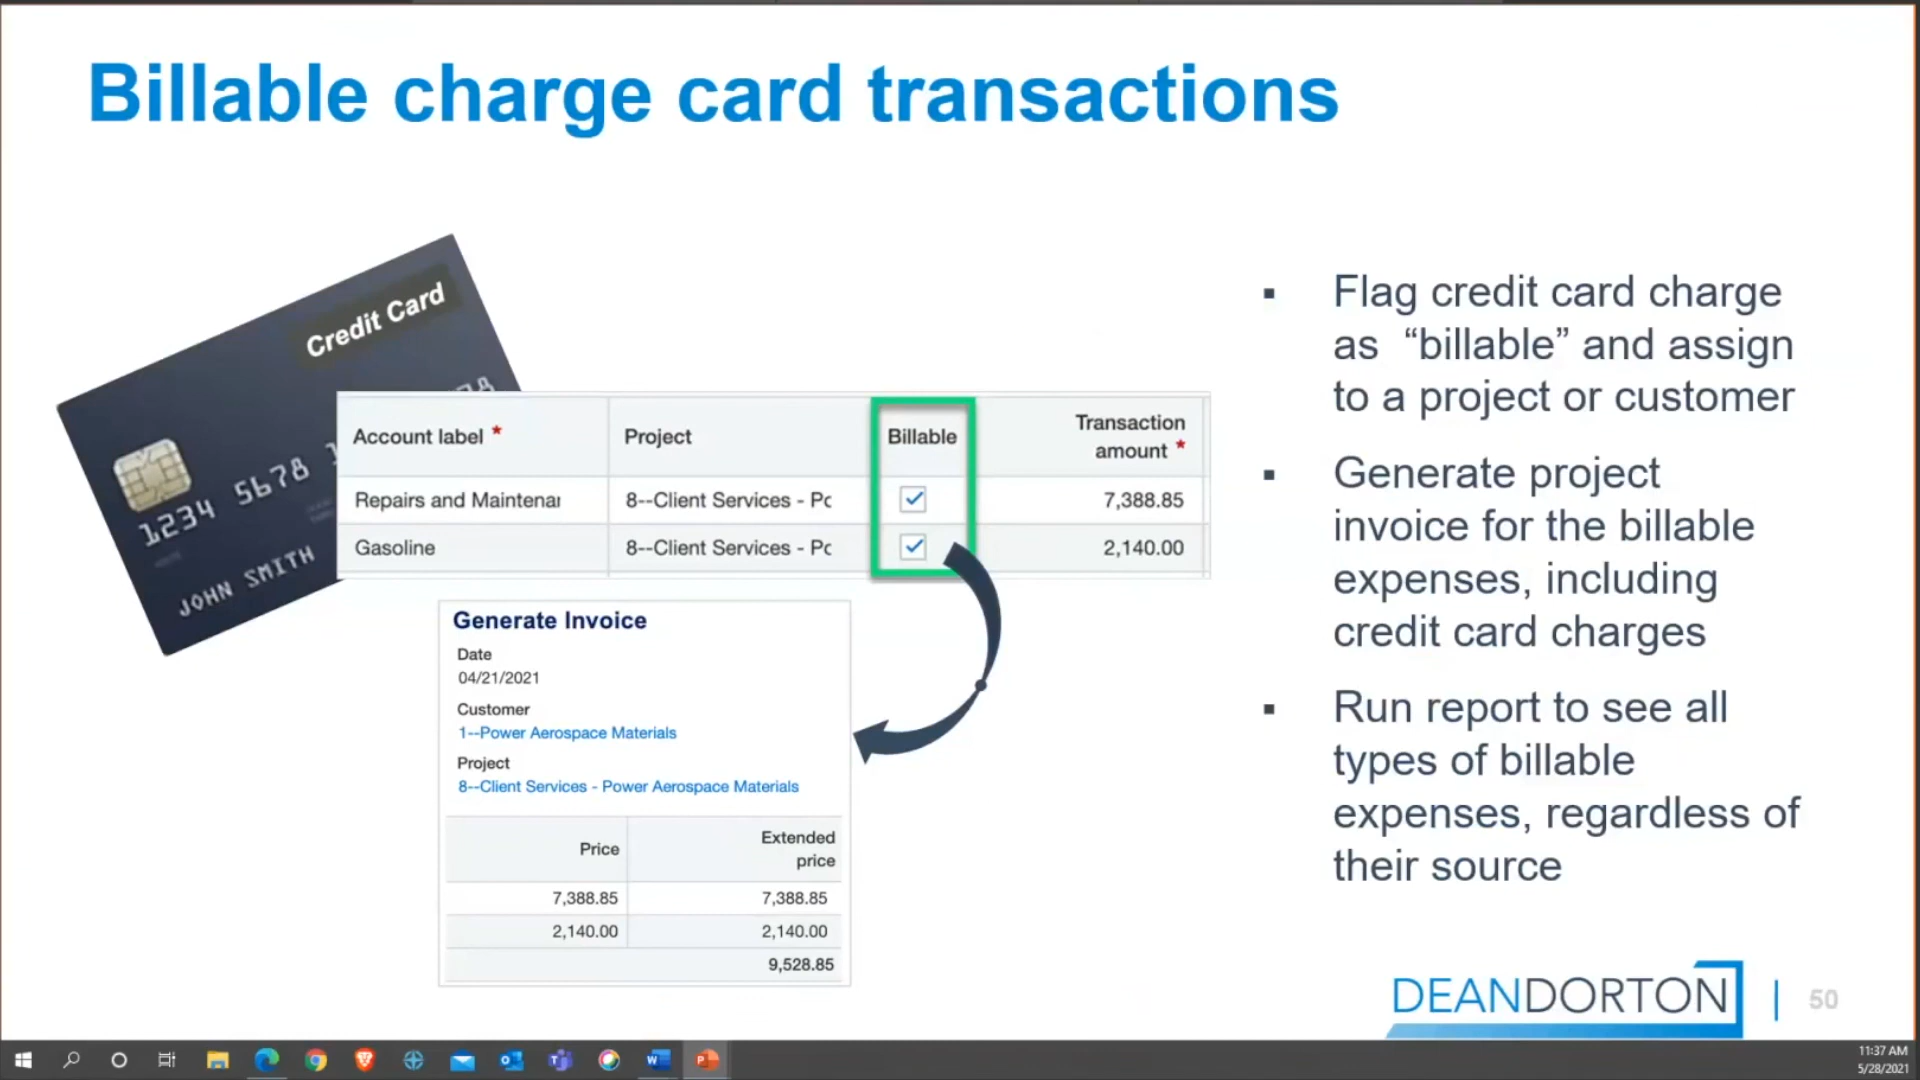 Billable charge card transactions
Credit Card
1234 5678
JOHN SMITH
Account label * Project Billable Transaction amount *
Repairs and Maintenar 8--Client Services - Pc 7,388.85
Gasoline 8--Client Services - Pc 2,140.00
Generate Invoice
Date
04/21/2021
Customer
1--Power Aerospace Materials
Project
8--Client Services - Power Aerospace Materials
Price Extended price
7,388.85 7,388.85
2,140.00 2,140.00
9,528.85
▪ Flag credit card charge
as “billable” and assign
to a project or customer
▪ Generate project
invoice for the billable
expenses, including
credit card charges
▪ Run report to see all
types of billable
expenses, regardless of
their source
DEANDORTON | 50
11:37 AM
5/28/2021